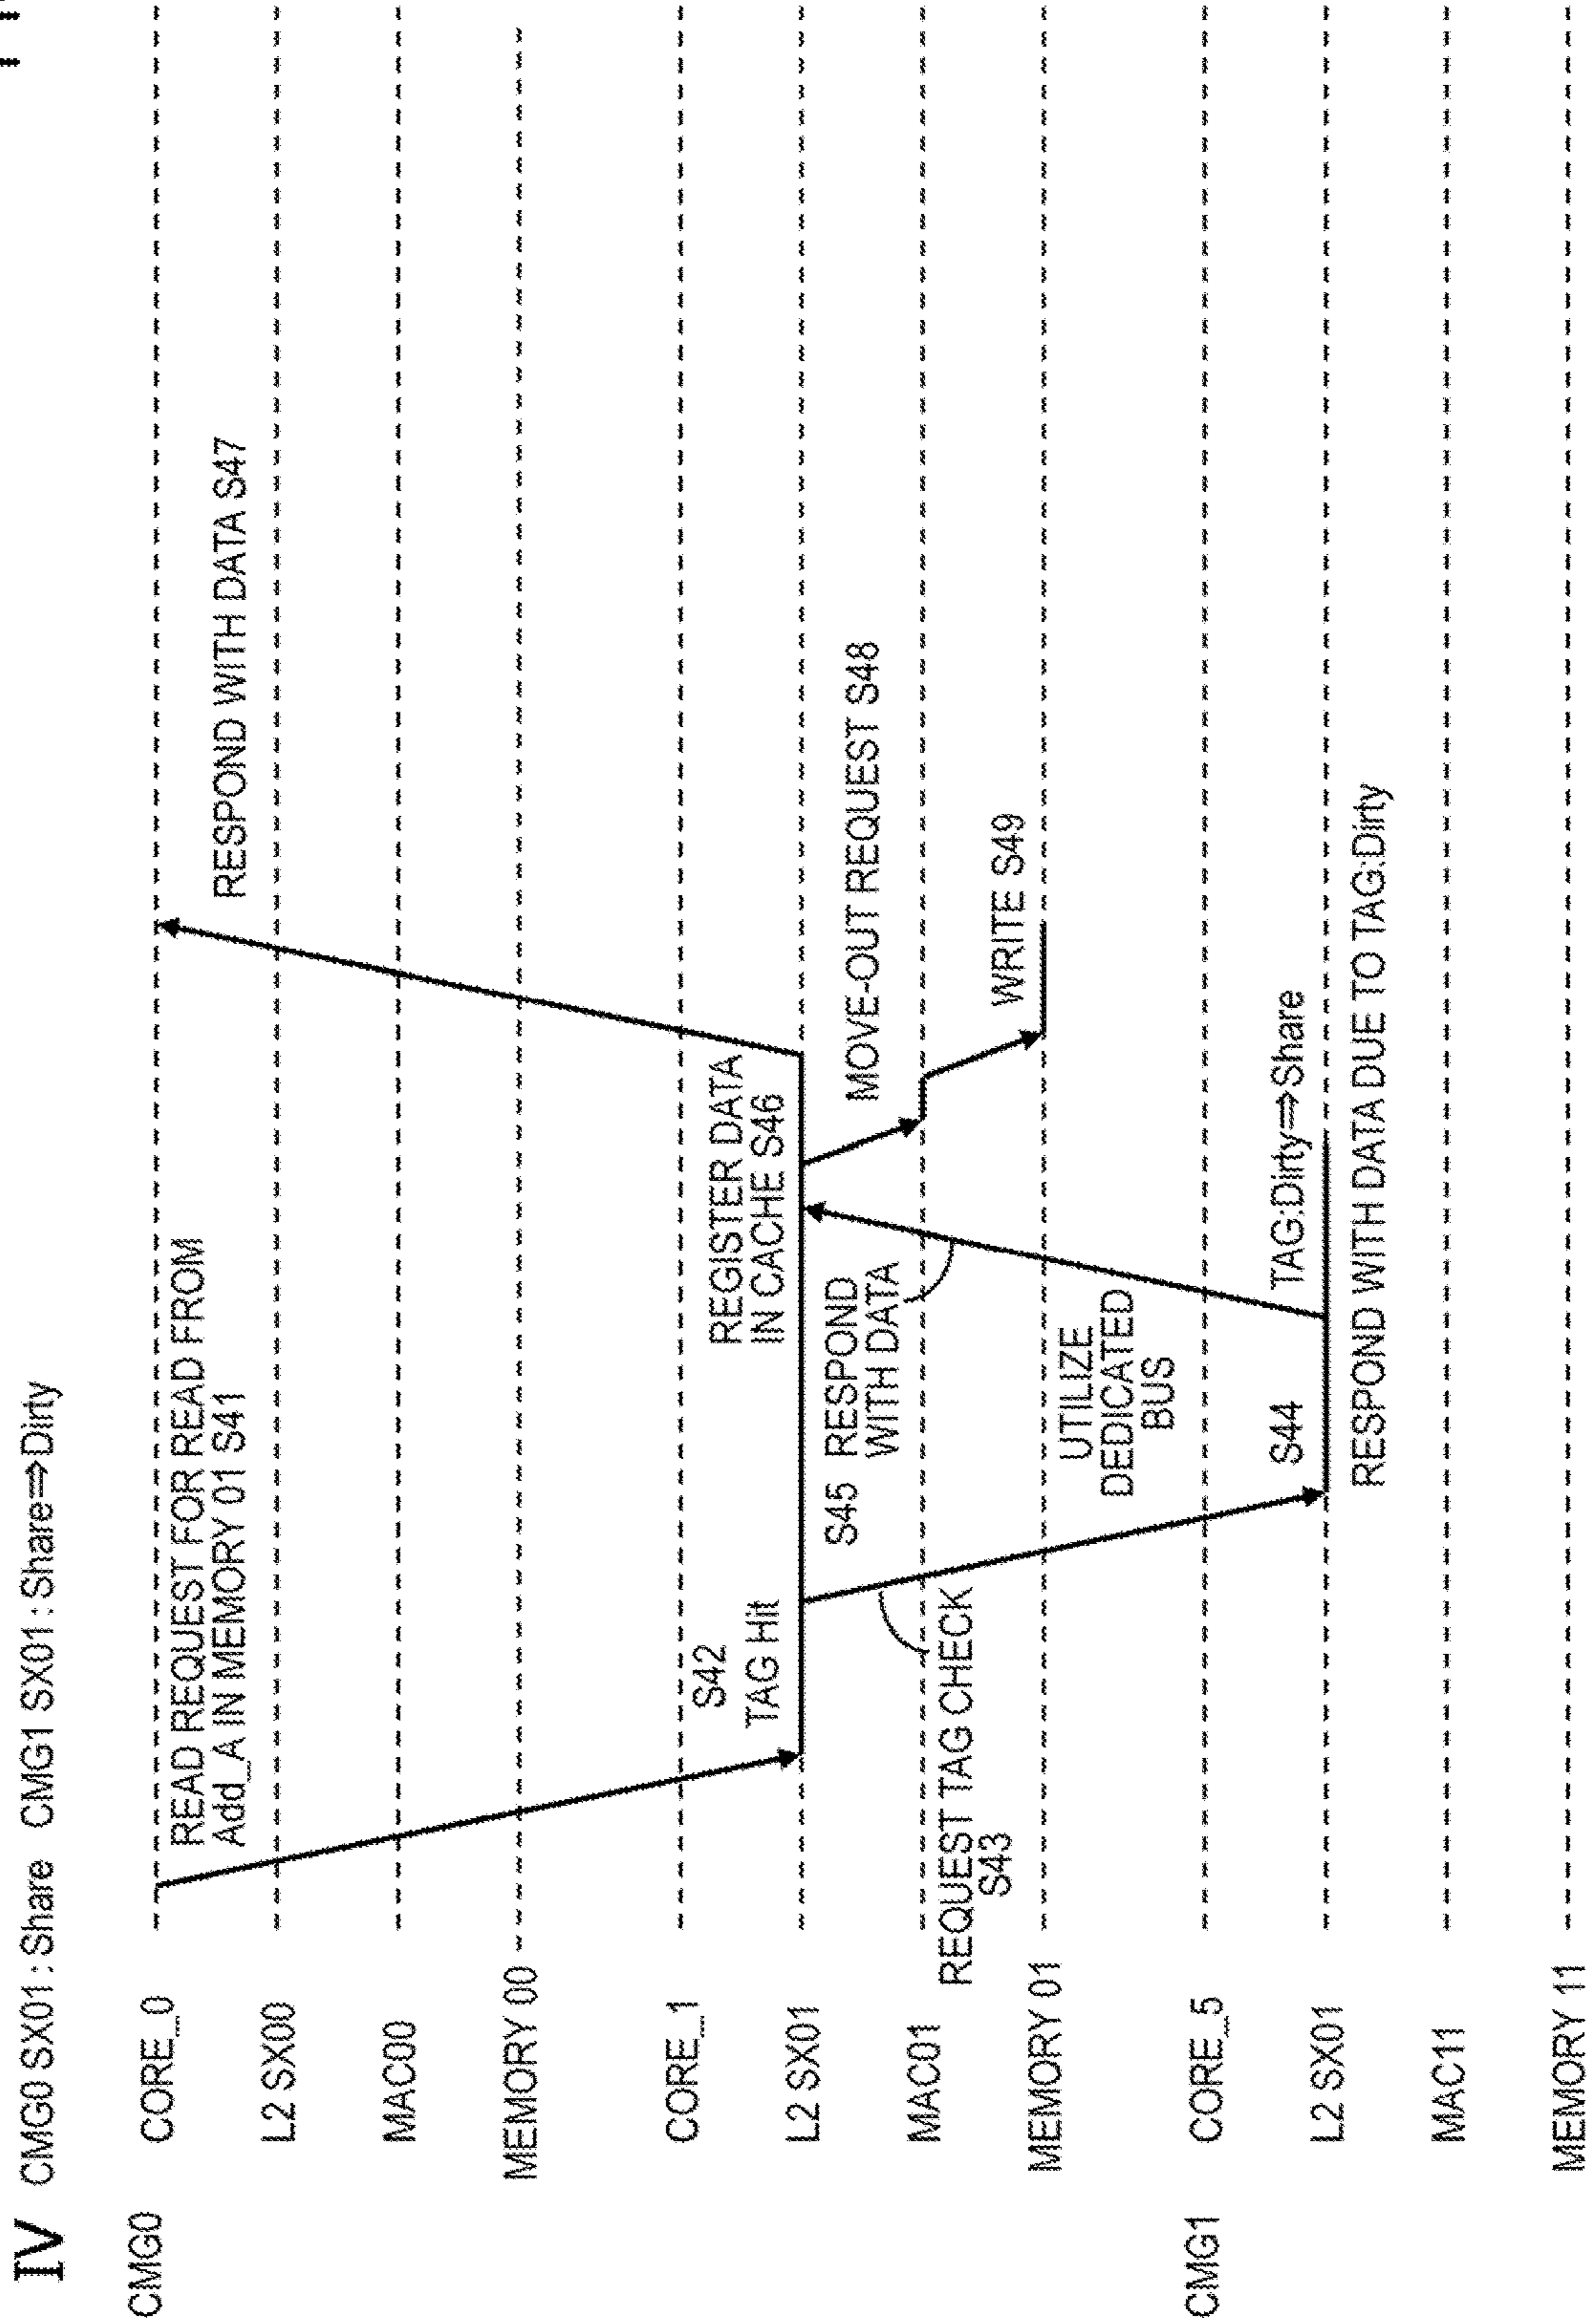 IV CMG0 SX01 : Share CMG1 SX01 : Share⇒Dirty
CMG0
CORE_0
READ REQUEST FOR READ FROM
Add_A IN MEMORY 01 S41
RESPOND WITH DATA S47
L2 SX00
MAC00
MEMORY 00
CORE_1
S42
TAG Hit
REGISTER DATA
IN CACHE S46
L2 SX01
S45 RESPOND
WITH DATA
MOVE-OUT REQUEST S48
MAC01
REQUEST TAG CHECK
S43
WRITE S49
MEMORY 01
UTILIZE
DEDICATED
BUS
CMG1
CORE_5
S44
TAG:Dirty⇒Share
L2 SX01
RESPOND WITH DATA DUE TO TAG:Dirty
MAC11
MEMORY 11